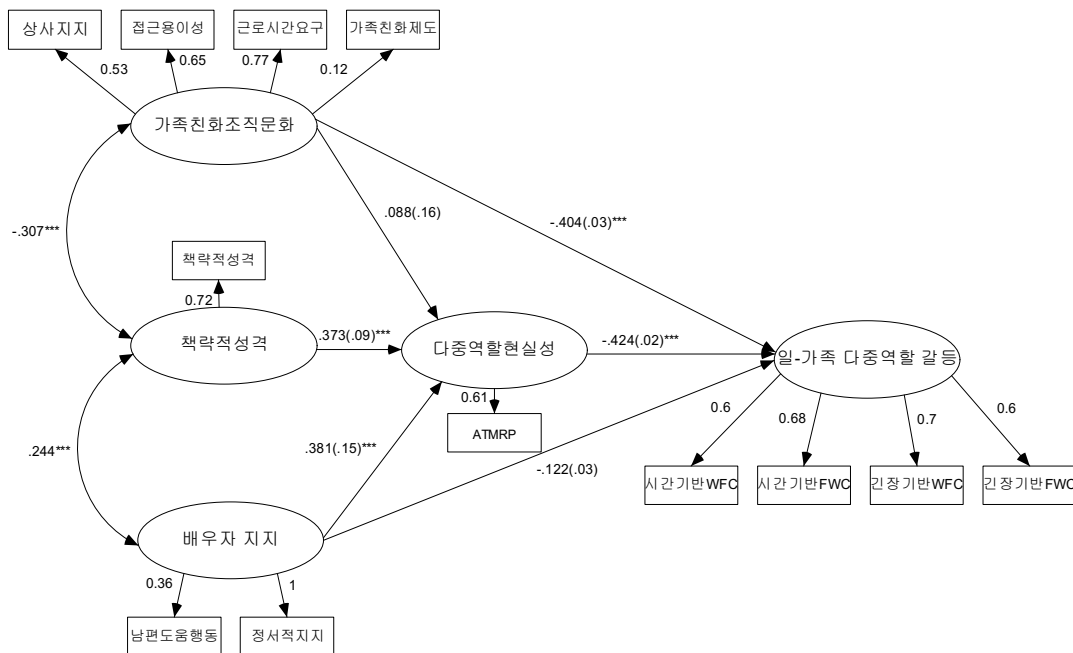 상사지지
접근용이성
근로시간요구
가족친화제도
0.53
0.65
0.77
0.12
가족친화조직문화
-.307***
.088(.16)
-.404(.03)***
책략적성격
0.72
책략적성격
.373(.09)***
다중역할현실성
-.424(.02)***
일-가족 다중역할 갈등
0.61
ATMRP
0.6
0.68
0.7
0.6
.244***
.381(.15)***
-.122(.03)
시간기반WFC
시간기반FWC
긴장기반WFC
긴장기반FWC
배우자 지지
0.36
1
남편도움행동
정서적지지